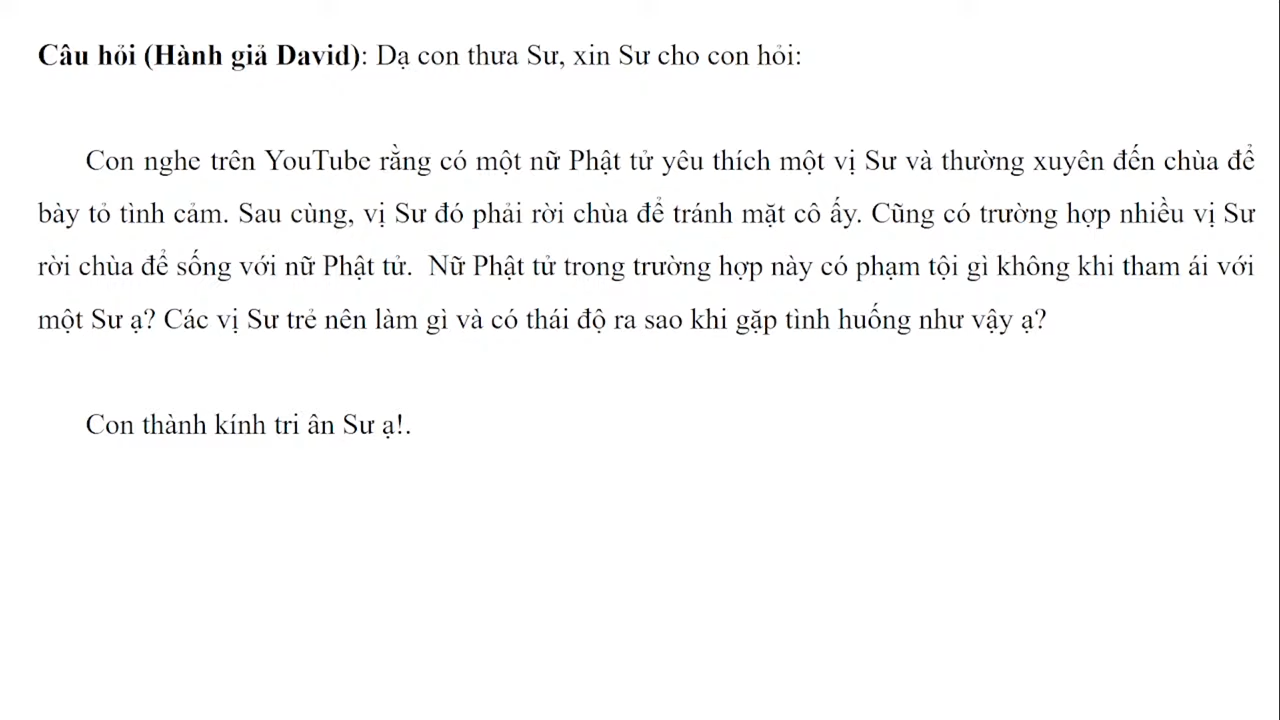 Câu hỏi (Hành giả David): Dạ con thưa Sư, xin Sư cho con hỏi:
Con nghe trên YouTube rằng có một nữ Phật tử yêu thích một vị Sư và thường xuyên đến chùa để
bày tỏ tình cảm. Sau cùng, vị Sư đó phải rời chùa để tránh mặt cô ấy. Cũng có trường hợp nhiều vị Sư
rời chùa để sống với nữ Phật tử. Nữ Phật tử trong trường hợp này có phạm tội gì không khi tham ái với
một Sư ạ? Các vị Sư trẻ nên làm gì và có thái độ ra sao khi gặp tình huống như vậy ạ?
Con thành kính tri ân Sư ạ!.